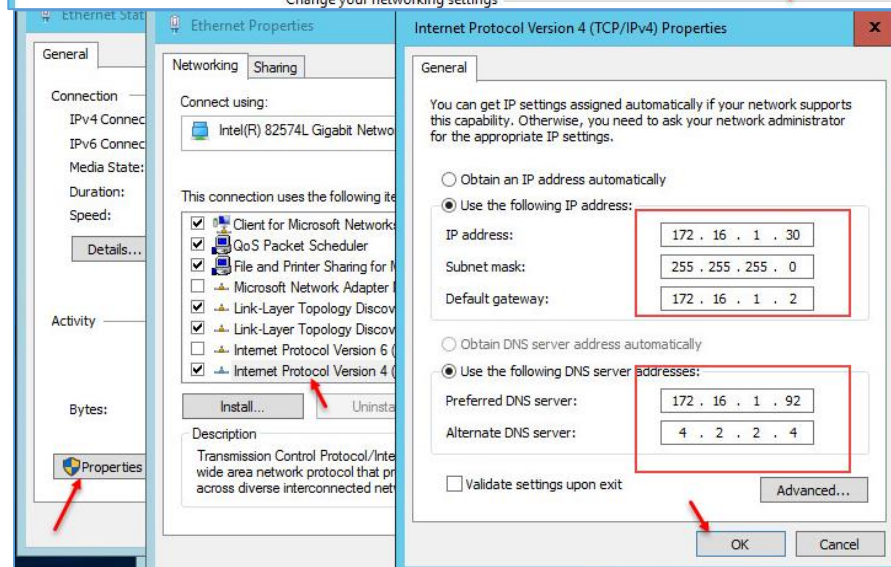 Change your networking settings
Ethernet Stat
General
Connection
IPv4 Connec
IPv6 Connec
Media State:
Duration:
Speed:
Details...
Activity
Bytes:
Properties
Ethernet Properties
Networking Sharing
Connect using:
Intel(R) 82574L Gigabit Netwo
This connection uses the following ite
Client for Microsoft Networks
QoS Packet Scheduler
File and Printer Sharing for M
Microsoft Network Adapter
Link-Layer Topology Discov
Link-Layer Topology Discov
Internet Protocol Version 6 (
Internet Protocol Version 4 (
Install... Uninsta
Description
Transmission Control Protocol/Inte
wide area network protocol that pr
across diverse interconnected net
Internet Protocol Version 4 (TCP/IPv4) Properties
X
General
You can get IP settings assigned automatically if your network supports
this capability. Otherwise, you need to ask your network administrator
for the appropriate IP settings.
Obtain an IP address automatically
Use the following IP address:
IP address: 172 . 16 . 1 . 30
Subnet mask: 255 . 255 . 255 . 0
Default gateway: 172 . 16 . 1 . 2
Obtain DNS server address automatically
Use the following DNS server addresses:
Preferred DNS server: 172 . 16 . 1 . 92
Alternate DNS server: 4 . 2 . 2 . 4
Validate settings upon exit
Advanced...
OK Cancel